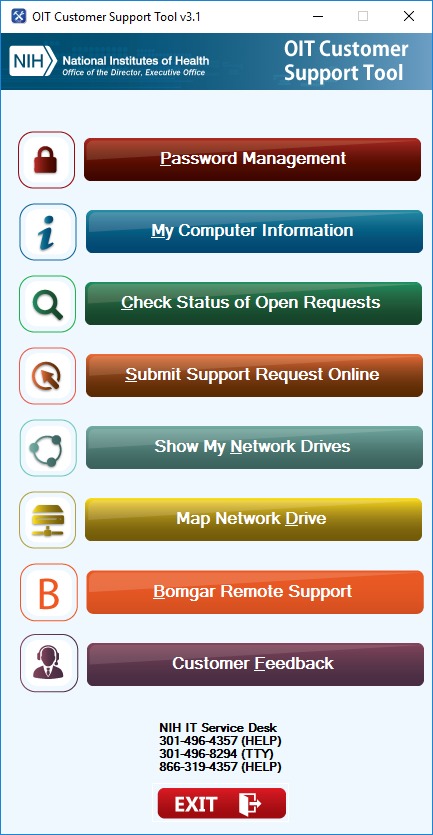 OIT Customer Support Tool v3.1
NIH National Institutes of Health
Office of the Director, Executive Office
OIT Customer
Support Tool
Password Management
My Computer Information
Check Status of Open Requests
Submit Support Request Online
Show My Network Drives
Map Network Drive
B Bomgar Remote Support
Customer Feedback
NIH IT Service Desk
301-496-4357 (HELP)
301-496-8294 (TTY)
866-319-4357 (HELP)
EXIT